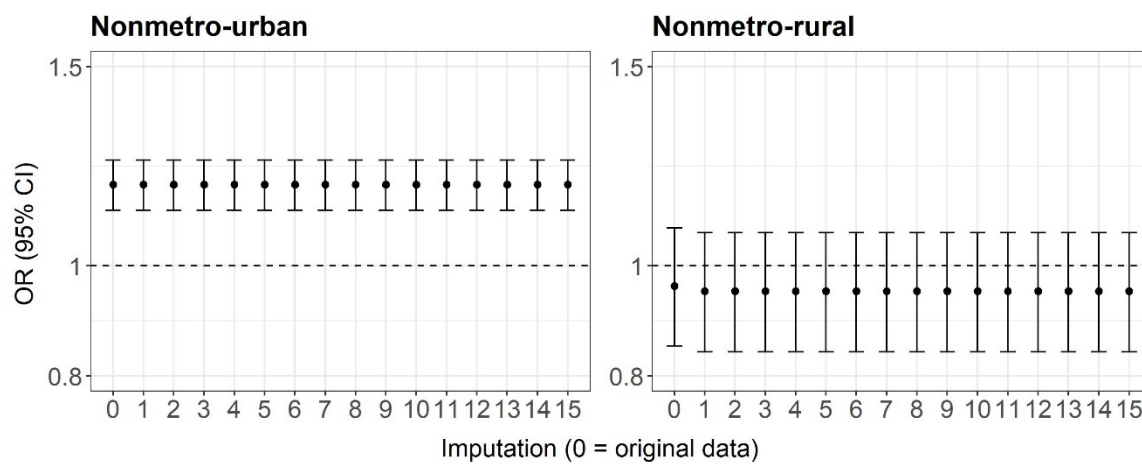 Nonmetro-urban
Nonmetro-rural
OR (95% CI)
1.5
1
0.8
0 1 2 3 4 5 6 7 8 9 10 11 12 13 14 15
1.5
1
0.8
0 1 2 3 4 5 6 7 8 9 10 11 12 13 14 15
Imputation (0 = original data)